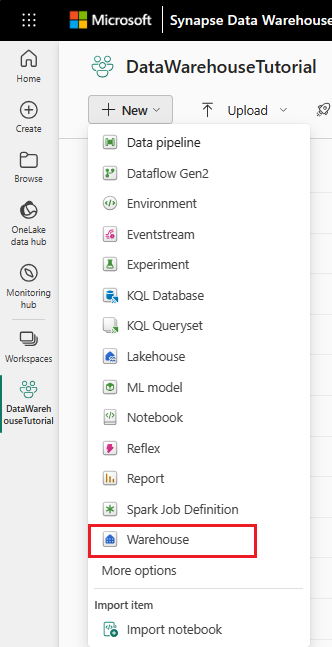 Microsoft
Synapse Data Warehouse
Home
Create
Browse
OneLake
data hub
Monitoring
hub
Workspaces
DataWareh
ouseTutorial
DataWarehouseTutorial
New
Upload
Data pipeline
Dataflow Gen2
Environment
Eventstream
Experiment
KQL Database
KQL Queryset
Lakehouse
ML model
Notebook
Reflex
Report
Spark Job Definition
Warehouse
More options
Import item
Import notebook